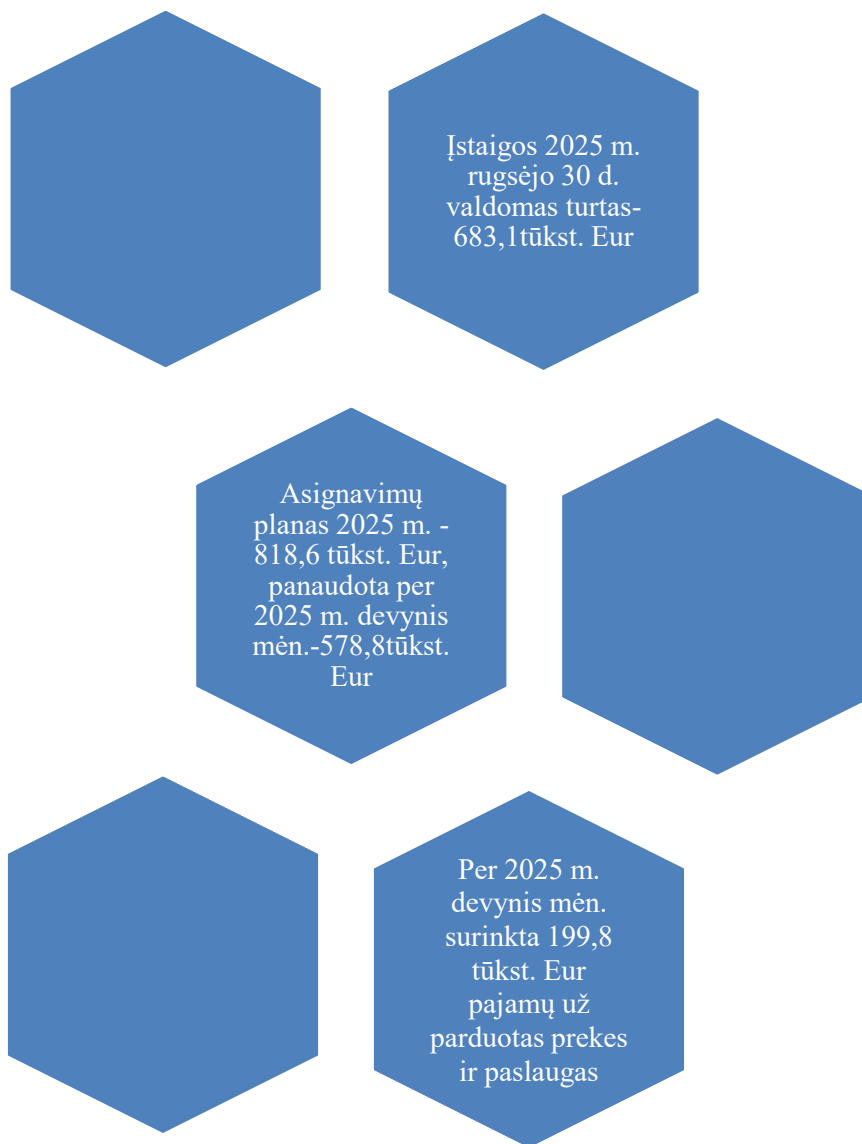 Įstaigos 2025 m.
rugsėjo 30 d.
valdomas turtas-
683,1tūkst. Eur
Asignavimų
planas 2025 m. -
818,6 tūkst. Eur,
panaudota per
2025 m. devynis
mėn.-578,8tūkst.
Eur
Per 2025 m.
devynis mėn.
surinkta 199,8
tūkst. Eur
pajamų už
parduotas prekes
ir paslaugas